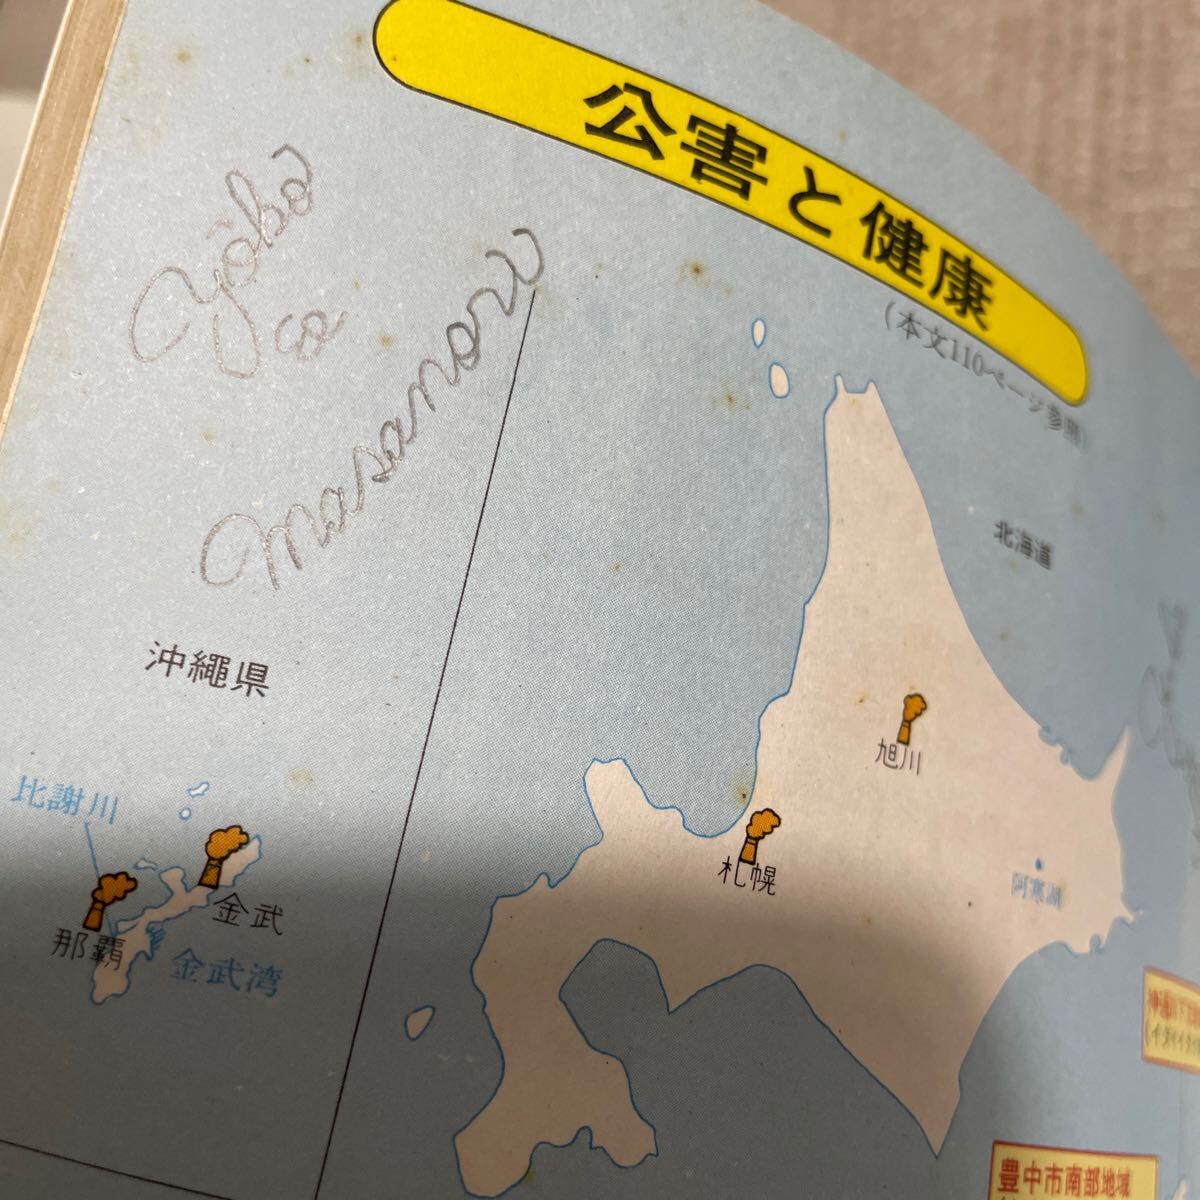 公害と健康
(本文110ページ参照)
Yōko
co
masanori
北海道
沖繩県
旭川
比謝川
札幌
阿寒湖
金武
那覇
金武湾
豊中市南部地域